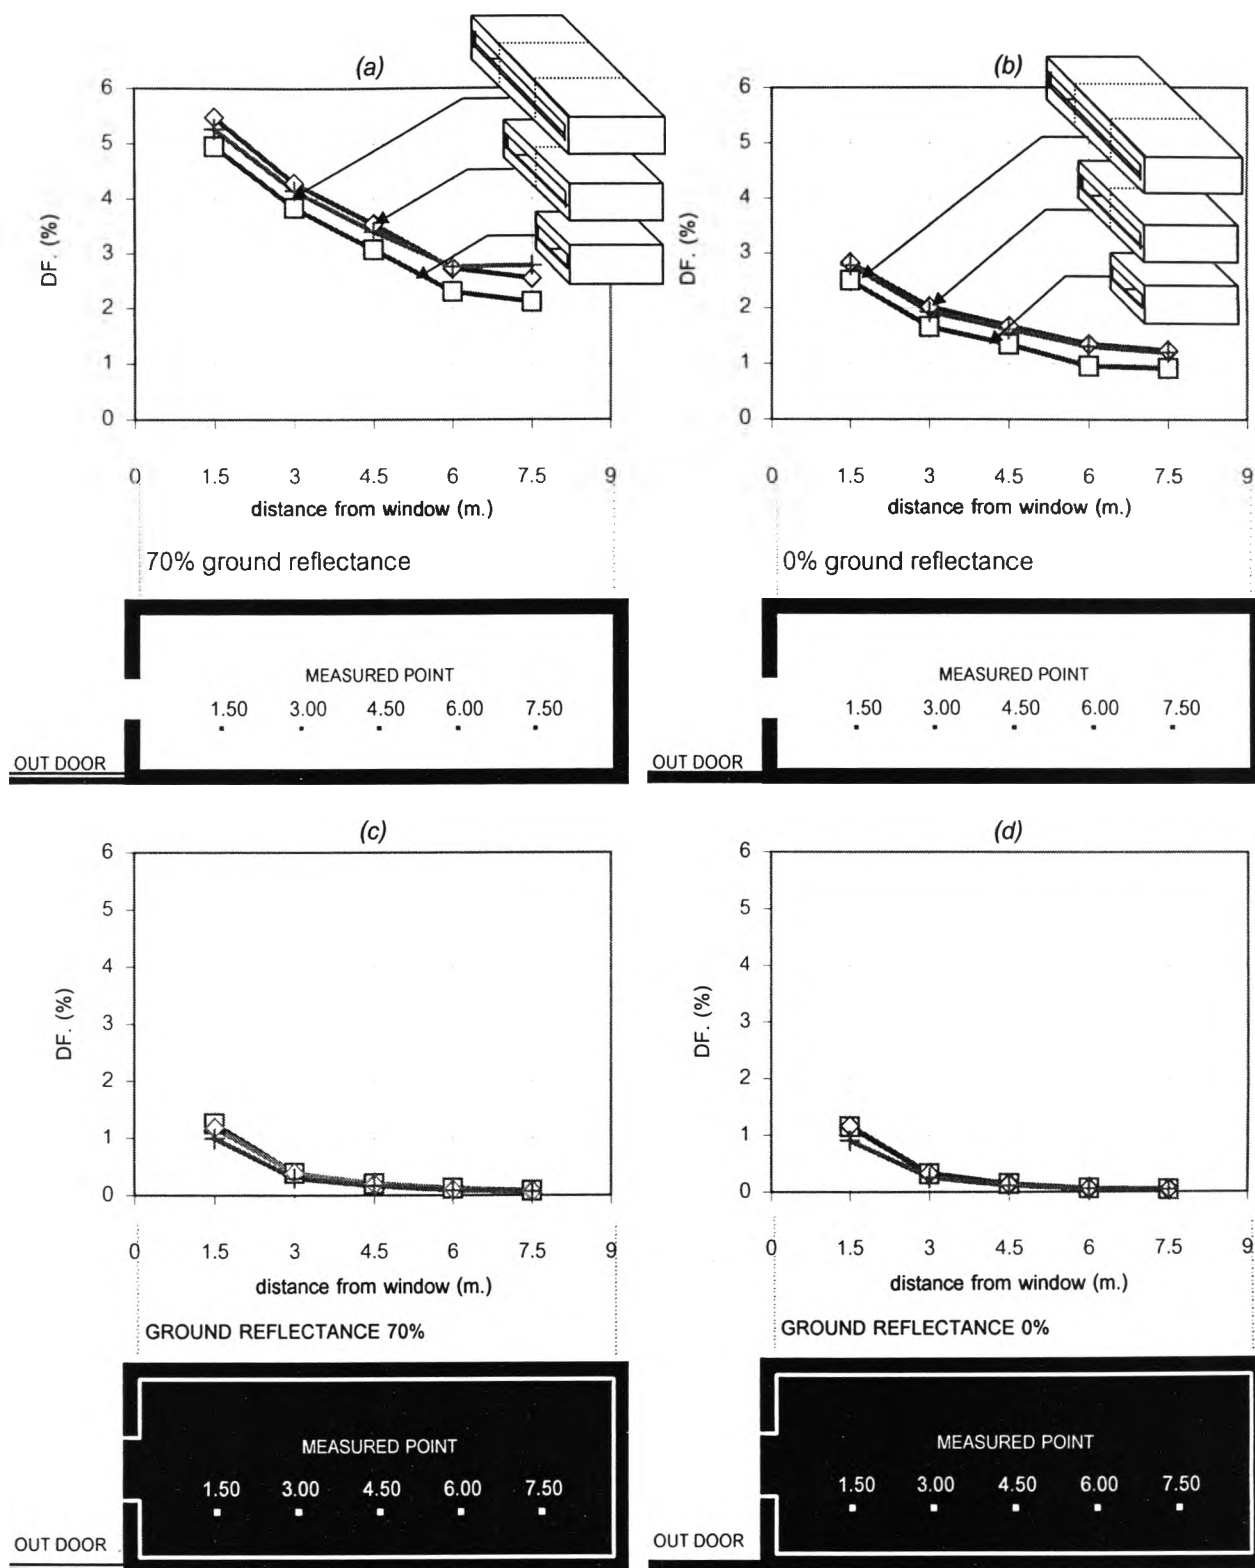 (a)
6
5
4
3
2
1
0
DF. (%)
0 1.5 3 4.5 6 7.5 9
distance from window (m.)
70% ground reflectance
MEASURED POINT
1.50 3.00 4.50 6.00 7.50
OUT DOOR
(b)
6
5
4
3
2
1
0
DF. (%)
0 1.5 3 4.5 6 7.5 9
distance from window (m.)
0% ground reflectance
MEASURED POINT
1.50 3.00 4.50 6.00 7.50
OUT DOOR
(c)
6
5
4
3
2
1
0
DF. (%)
0 1.5 3 4.5 6 7.5 9
distance from window (m.)
GROUND REFLECTANCE 70%
MEASURED POINT
1.50 3.00 4.50 6.00 7.50
OUT DOOR
(d)
6
5
4
3
2
1
0
DF. (%)
0 1.5 3 4.5 6 7.5 9
distance from window (m.)
GROUND REFLECTANCE 0%
MEASURED POINT
1.50 3.00 4.50 6.00 7.50
OUT DOOR